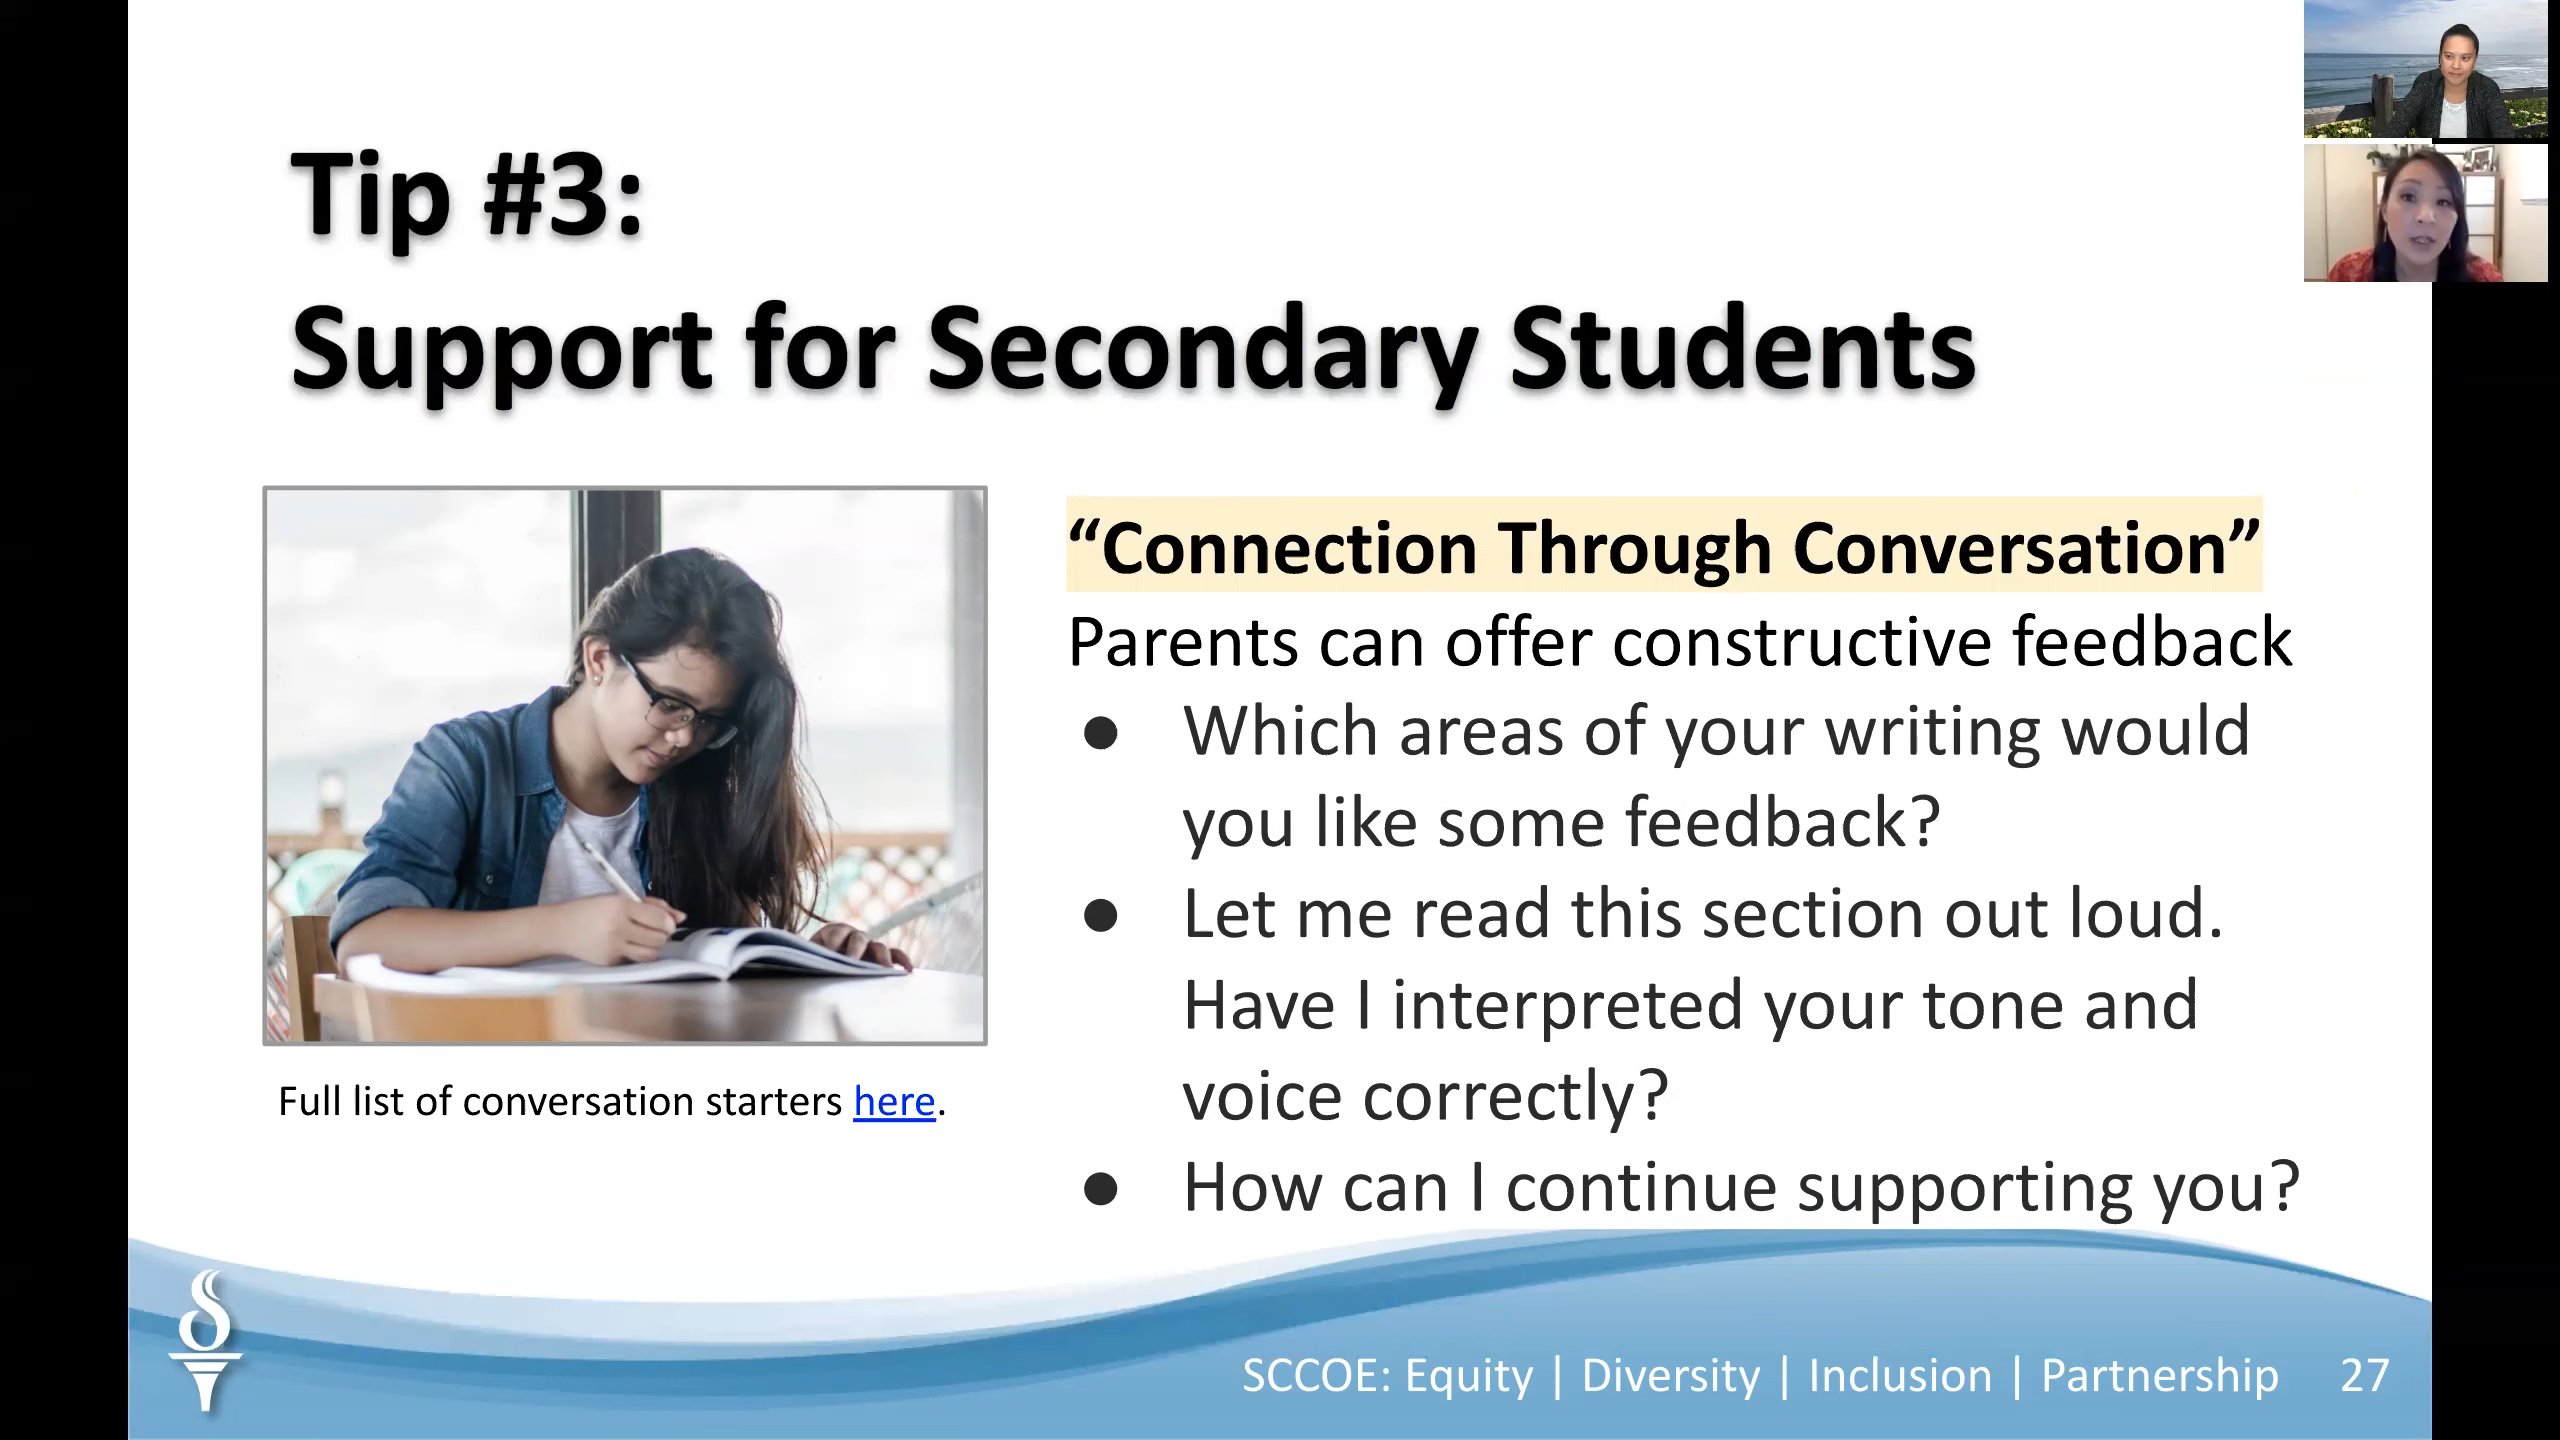 Tip #3:
Support for Secondary Students
“Connection Through Conversation”
Parents can offer constructive feedback
● Which areas of your writing would
you like some feedback?
● Let me read this section out loud.
Have I interpreted your tone and
voice correctly?
● How can I continue supporting you?
Full list of conversation starters here.
SCCOE: Equity | Diversity | Inclusion | Partnership 27